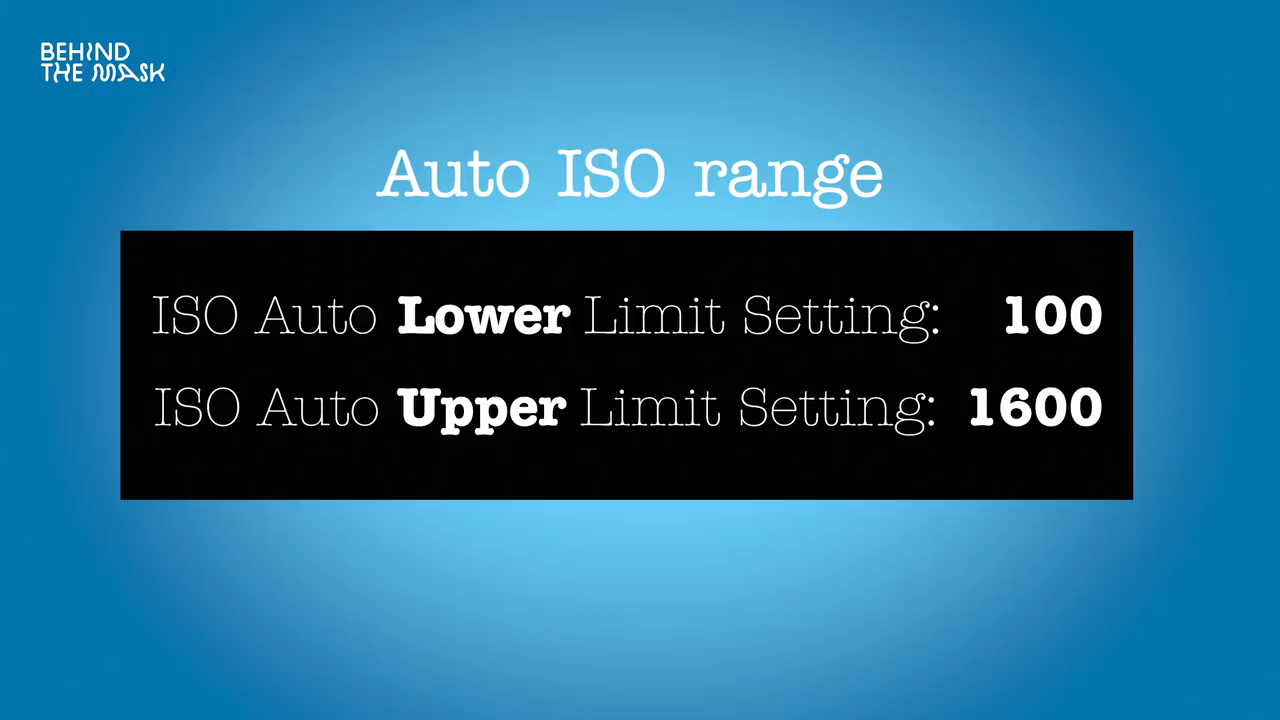 BEHIND
THE MASK
Auto ISO range
ISO Auto Lower Limit Setting: 100
ISO Auto Upper Limit Setting: 1600